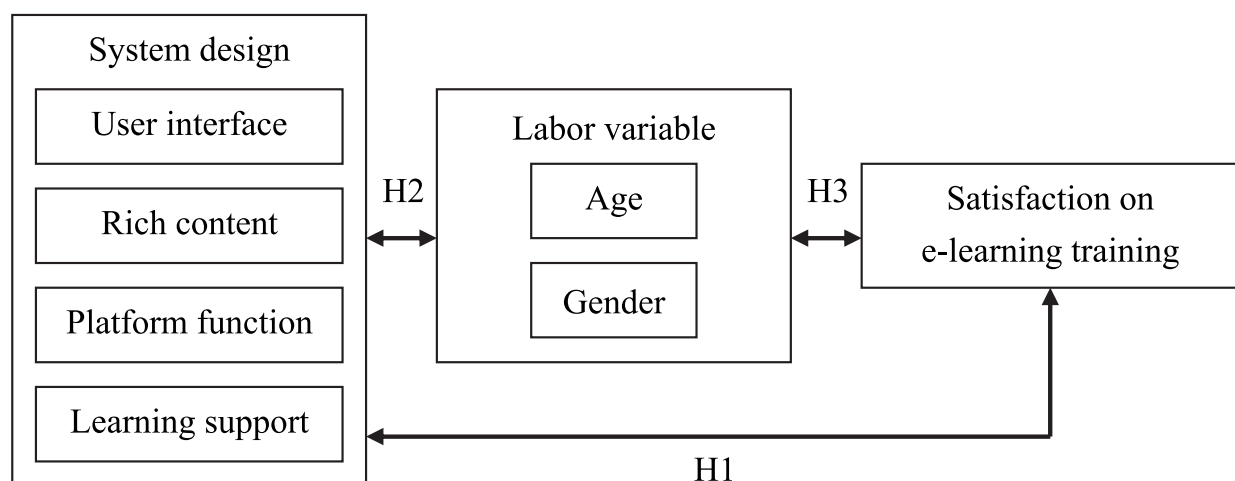 System design
User interface
Rich content
Platform function
Learning support
H2
Labor variable
Age
Gender
H3
Satisfaction on
e-learning training
H1